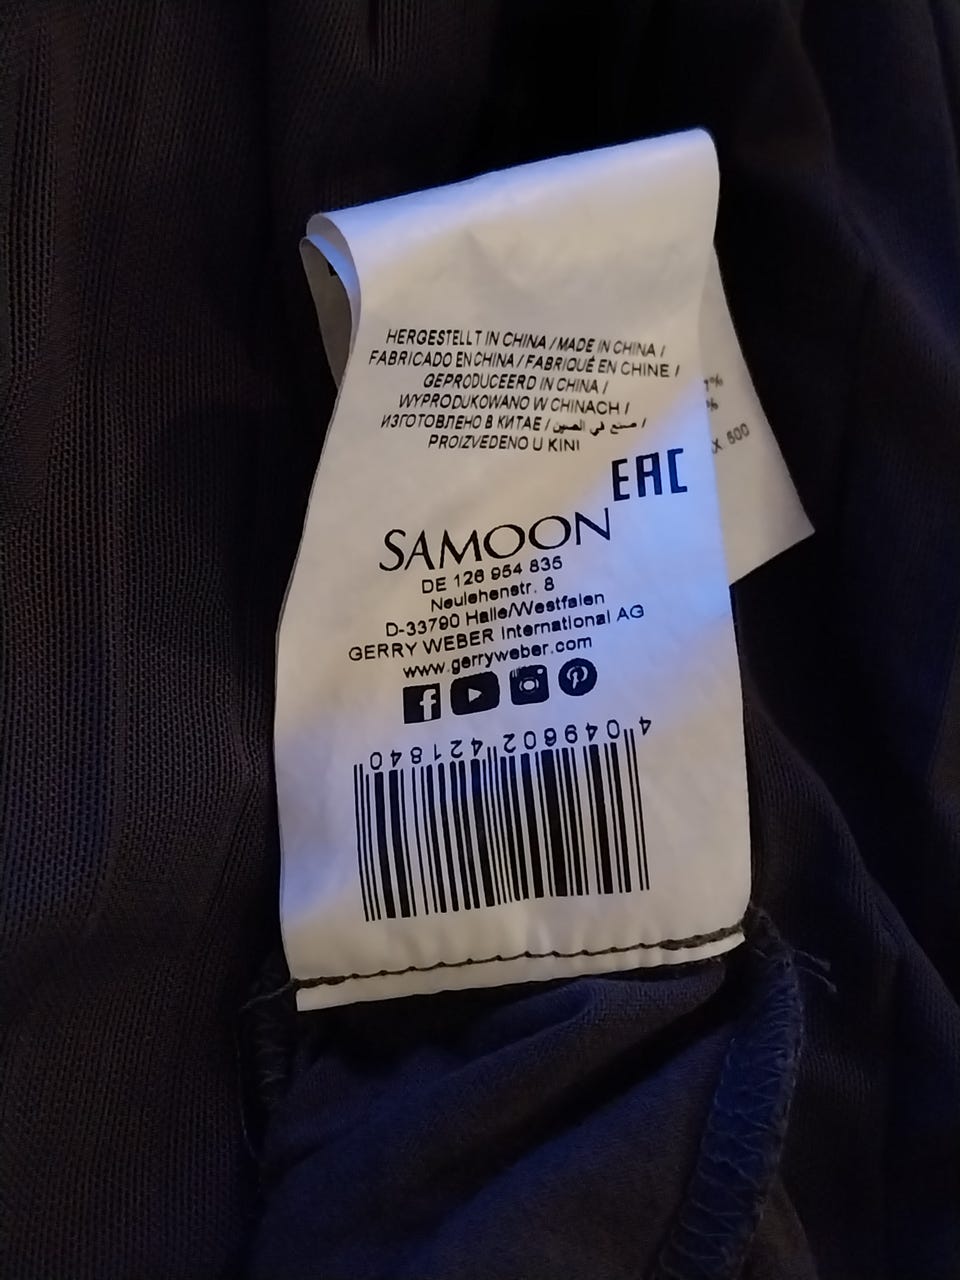 HERGESTELLT IN CHINA / MADE IN CHINA /
FABRICADO EN CHINA / FABRIQUÉ EN CHINE /
GEPRODUCEERD IN CHINA /
WYPRODUKOWANO W CHINACH /
ИЗГОТОВЛЕНО В КИТАЕ / صنع في الصين /
PROIZVEDENO U KINI
EAC
SAMOON
DE 126 954 835
Neulehenstr. 8
D-33790 Halle/Westfalen
GERRY WEBER International AG
www.gerryweber.com
4 049602 421840
%
%
X 500